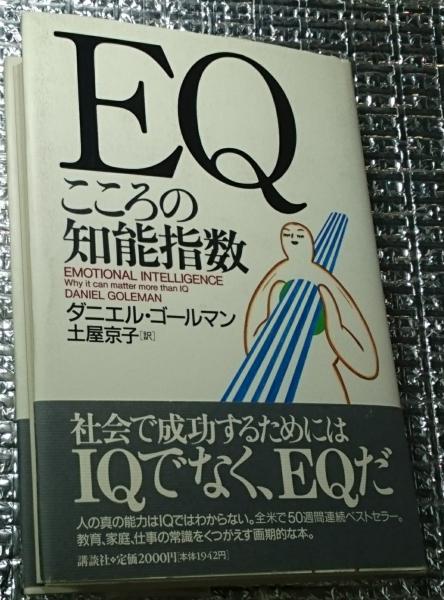 EQ
こころの
知能指数
EMOTIONAL INTELLIGENCE
Why it can matter more than IQ
DANIEL GOLEMAN
ダニエル・ゴールマン
土屋京子[訳]
社会で成功するためには
IQでなく、EQだ
人の真の能力はIQではわからない。全米で50週間連続ベストセラー。
教育、家庭、仕事の常識をくつがえす画期的な本。
講談社❖定価2000円[本体1942円]